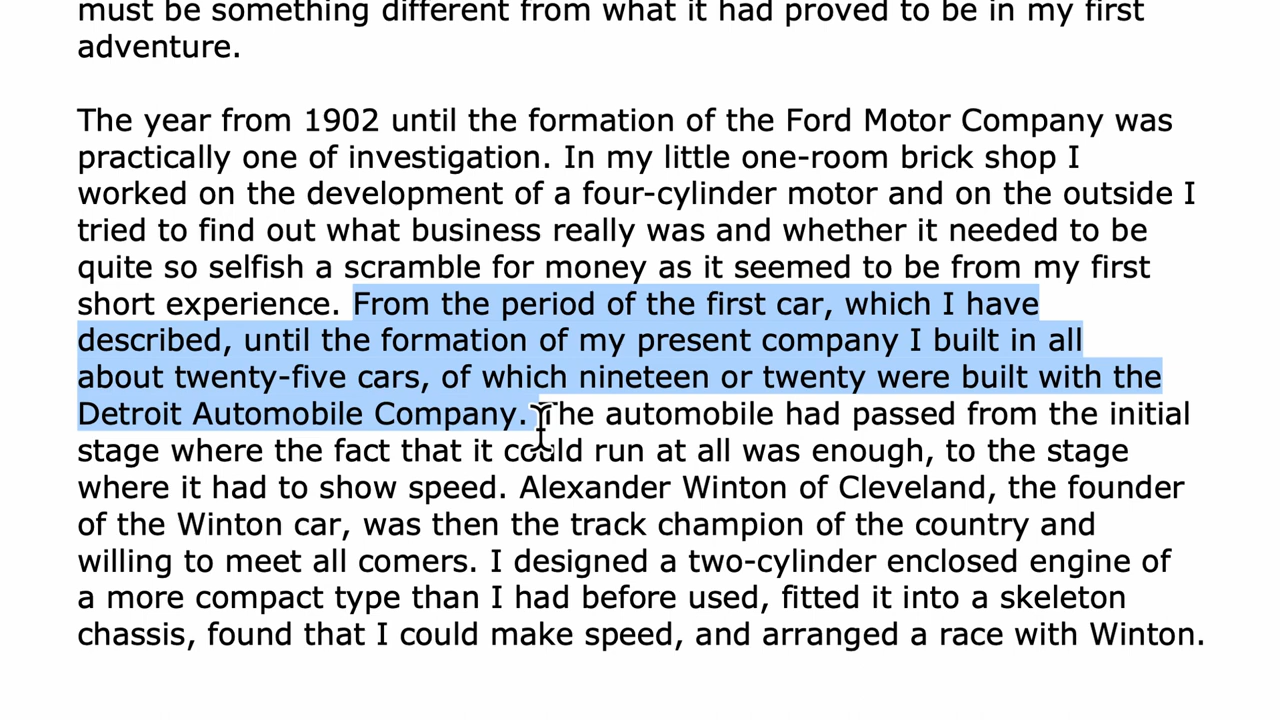 must be something different from what it had proved to be in my first
adventure.
The year from 1902 until the formation of the Ford Motor Company was
practically one of investigation. In my little one-room brick shop I
worked on the development of a four-cylinder motor and on the outside I
tried to find out what business really was and whether it needed to be
quite so selfish a scramble for money as it seemed to be from my first
short experience. From the period of the first car, which I have
described, until the formation of my present company I built in all
about twenty-five cars, of which nineteen or twenty were built with the
Detroit Automobile Company. The automobile had passed from the initial
stage where the fact that it could run at all was enough, to the stage
where it had to show speed. Alexander Winton of Cleveland, the founder
of the Winton car, was then the track champion of the country and
willing to meet all comers. I designed a two-cylinder enclosed engine of
a more compact type than I had before used, fitted it into a skeleton
chassis, found that I could make speed, and arranged a race with Winton.